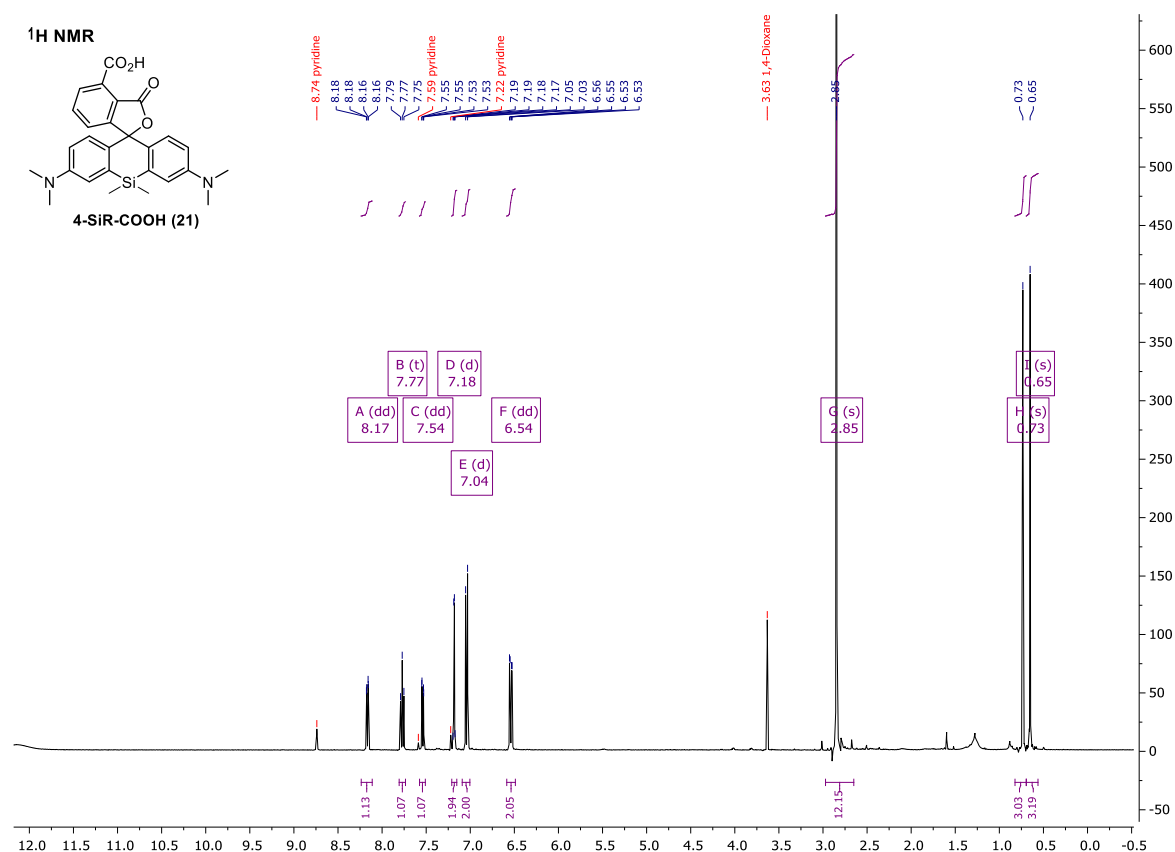 ¹H NMR
CO₂H
O
O
N
Si
N
4-SiR-COOH (21)
8.74 pyridine
8.18
8.18
8.16
8.16
7.79
7.77
7.75
7.59 pyridine
7.55
7.55
7.53
7.53
7.22 pyridine
7.19
7.19
7.18
7.17
7.05
7.03
6.56
6.55
6.53
6.53
3.63 1,4-Dioxane
2.85
0.73
0.65
B (t)
7.77
D (d)
7.18
I (s)
0.65
A (dd)
8.17
C (dd)
7.54
F (dd)
6.54
G (s)
2.85
H (s)
0.73
E (d)
7.04
600
550
500
450
400
350
300
250
200
150
100
50
0
-50
1.13
1.07
1.07
1.94
2.00
2.05
12.15
3.03
3.19
12.0 11.5 11.0 10.5 10.0 9.5 9.0 8.5 8.0 7.5 7.0 6.5 6.0 5.5 5.0 4.5 4.0 3.5 3.0 2.5 2.0 1.5 1.0 0.5 0.0 -0.5